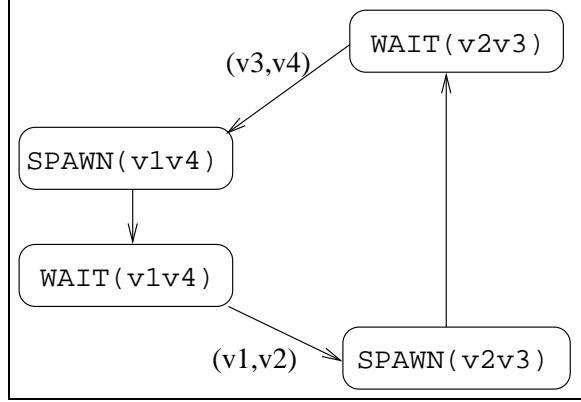 WAIT(v2v3)
(v3,v4)
SPAWN(v1v4)
WAIT(v1v4)
(v1,v2)
SPAWN(v2v3)